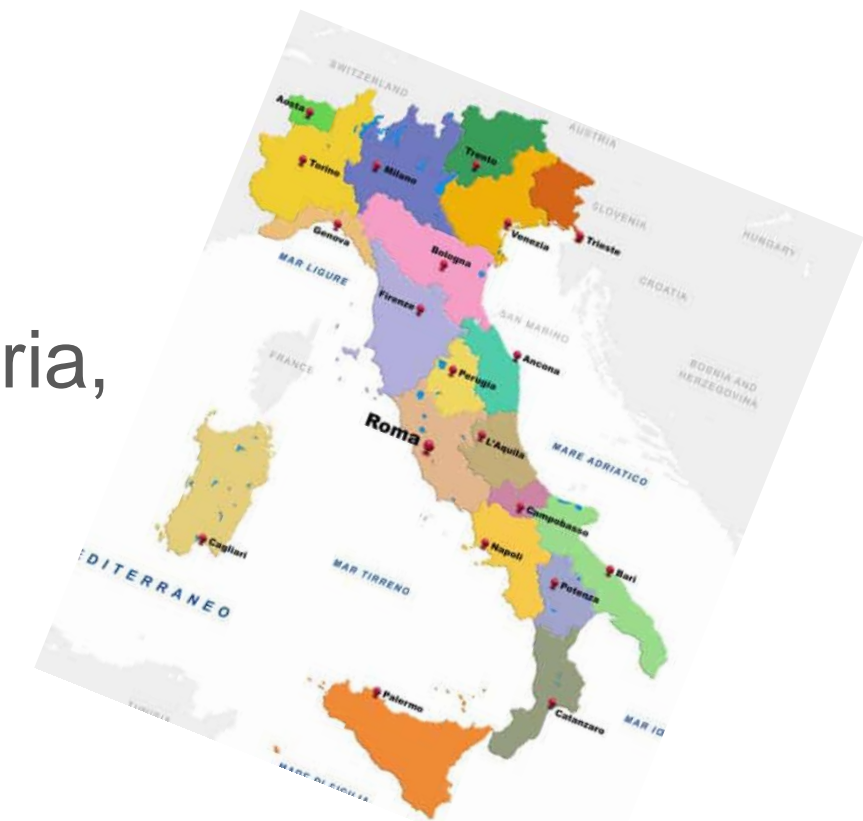 SWITZERLAND
AUSTRIA
Aosta
Trento
Torino
Milano
SLOVENIA
HUNGARY
Genova
Venezia
Trieste
Bologna
MAR LIGURE
CROATIA
Firenze
SAN MARINO
ria,
FRANCE
Ancona
BOSNIA AND
HERZEGOVINA
Perugia
Roma
L'Aquila
MARE ADRIATICO
Campobasso
Cagliari
Napoli
Bari
EDITERRANEO
MAR TIRRENO
Potenza
Palermo
Catanzaro
MAR IO